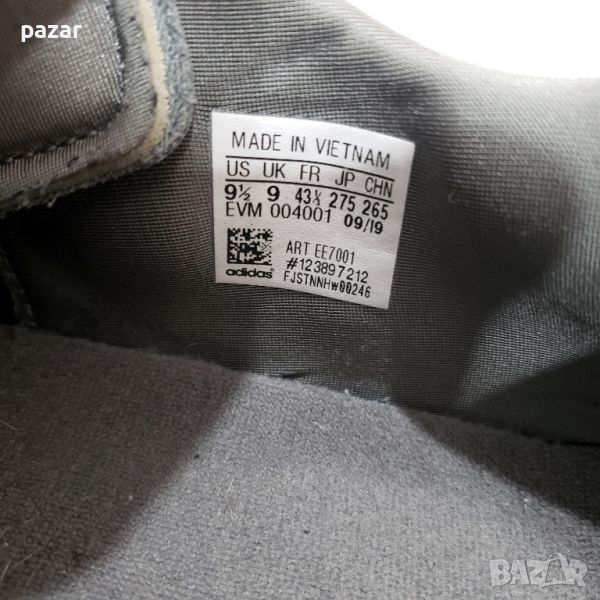 pazar
MADE IN VIETNAM
US UK FR JP CHN
9½ 9 43⅓ 275 265
EVM 004001 09/19
ART EE7001
#123897212
adidas FJSTNNHw00246
BAZAR